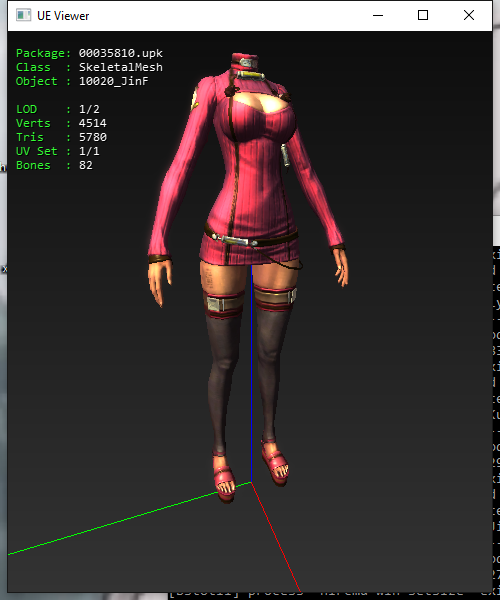 UE Viewer
Package: 00035810.upk
Class : SkeletalMesh
Object : 10020_JinF
LOD : 1/2
Verts : 4514
Tris : 5780
UV Set : 1/1
Bones : 82